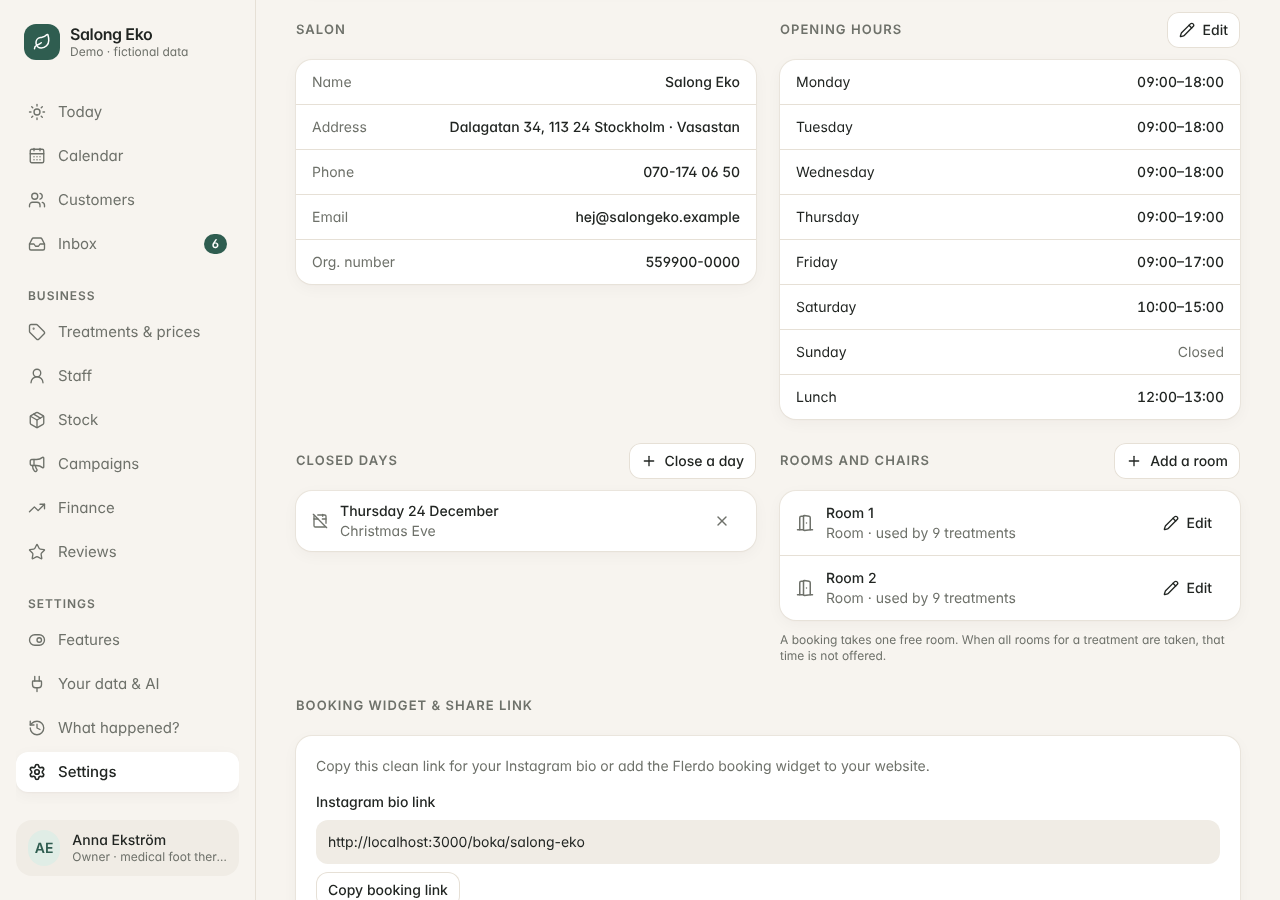 Salong Eko
Demo · fictional data
Today
Calendar
Customers
Inbox
6
BUSINESS
Treatments & prices
Staff
Stock
Campaigns
Finance
Reviews
SETTINGS
Features
Your data & AI
What happened?
Settings
AE
Anna Ekström
Owner · medical foot ther...
SALON
Name
Salong Eko
Address
Dalagatan 34, 113 24 Stockholm · Vasastan
Phone
070-174 06 50
Email
hej@salongeko.example
Org. number
559900-0000
OPENING HOURS
Edit
Monday
09:00–18:00
Tuesday
09:00–18:00
Wednesday
09:00–18:00
Thursday
09:00–19:00
Friday
09:00–17:00
Saturday
10:00–15:00
Sunday
Closed
Lunch
12:00–13:00
CLOSED DAYS
Close a day
Thursday 24 December
Christmas Eve
ROOMS AND CHAIRS
Add a room
Room 1
Room · used by 9 treatments
Edit
Room 2
Room · used by 9 treatments
Edit
A booking takes one free room. When all rooms for a treatment are taken, that
time is not offered.
BOOKING WIDGET & SHARE LINK
Copy this clean link for your Instagram bio or add the Flerdo booking widget to your website.
Instagram bio link
http://localhost:3000/boka/salong-eko
Copy booking link